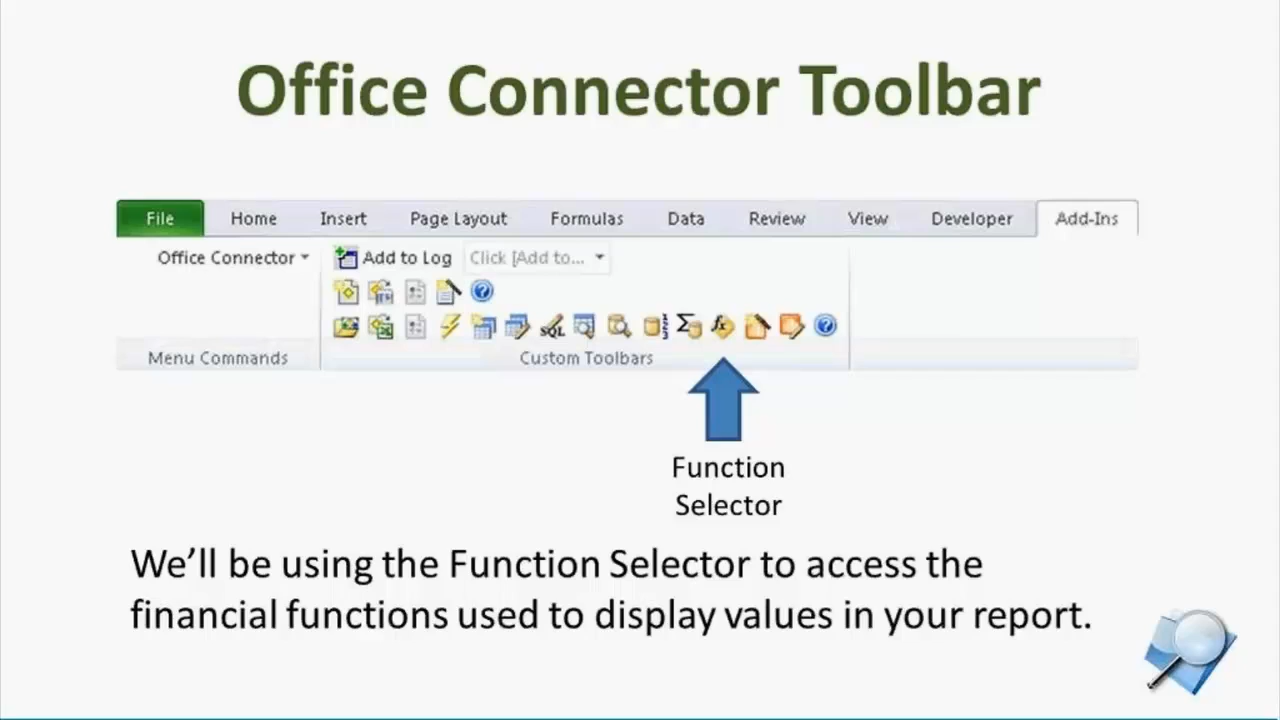 Office Connector Toolbar
File Home Insert Page Layout Formulas Data Review View Developer Add-Ins
Office Connector Add to Log Click [Add to...
SQL
Menu Commands Custom Toolbars
Function
Selector
We’ll be using the Function Selector to access the
financial functions used to display values in your report.